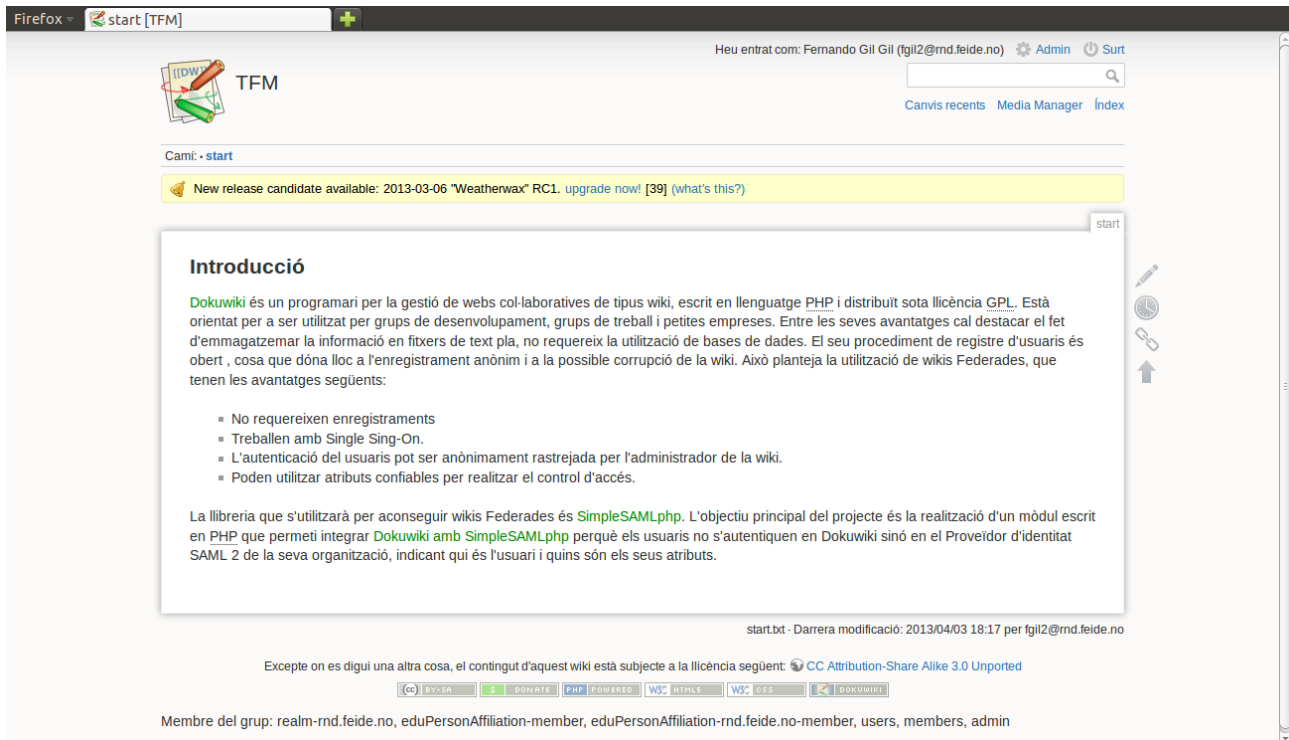 Firefox
start [TFM]
Heu entrat com: Fernando Gil Gil (fgil2@rnd.feide.no) Admin Surt
[[DW]]
TFM
Canvis recents Media Manager Índex
Camí: • start
New release candidate available: 2013-03-06 "Weatherwax" RC1. upgrade now! [39] (what's this?)
start
Introducció
Dokuwiki és un programari per la gestió de webs col·laboratives de tipus wiki, escrit en llenguatge PHP i distribuït sota llicència GPL. Està
orientat per a ser utilitzat per grups de desenvolupament, grups de treball i petites empreses. Entre les seves avantatges cal destacar el fet
d'emmagatzemar la informació en fitxers de text pla, no requereix la utilització de bases de dades. El seu procediment de registre d'usuaris és
obert , cosa que dóna lloc a l'enregistrament anònim i a la possible corrupció de la wiki. Això planteja la utilització de wikis Federades, que
tenen les avantatges següents:
No requereixen enregistraments
Treballen amb Single Sing-On.
L'autenticació del usuaris pot ser anònimament rastrejada per l'administrador de la wiki.
Poden utilitzar atributs confiables per realitzar el control d'accés.
La llibreria que s'utilitzarà per aconseguir wikis Federades és SimpleSAMLphp. L'objectiu principal del projecte és la realització d'un mòdul escrit
en PHP que permeti integrar Dokuwiki amb SimpleSAMLphp perquè els usuaris no s'autentiquen en Dokuwiki sinó en el Proveïdor d'identitat
SAML 2 de la seva organització, indicant qui és l'usuari i quins són els seus atributs.
start.txt · Darrera modificació: 2013/04/03 18:17 per fgil2@rnd.feide.no
Excepte on es digui una altra cosa, el contingut d'aquest wiki està subjecte a la llicència següent: CC Attribution-Share Alike 3.0 Unported
(cc) BY-SA $ DONATE PHP POWERED W3C HTML5 W3C CSS DOKUWIKI
Membre del grup: realm-rnd.feide.no, eduPersonAffiliation-member, eduPersonAffiliation-rnd.feide.no-member, users, members, admin